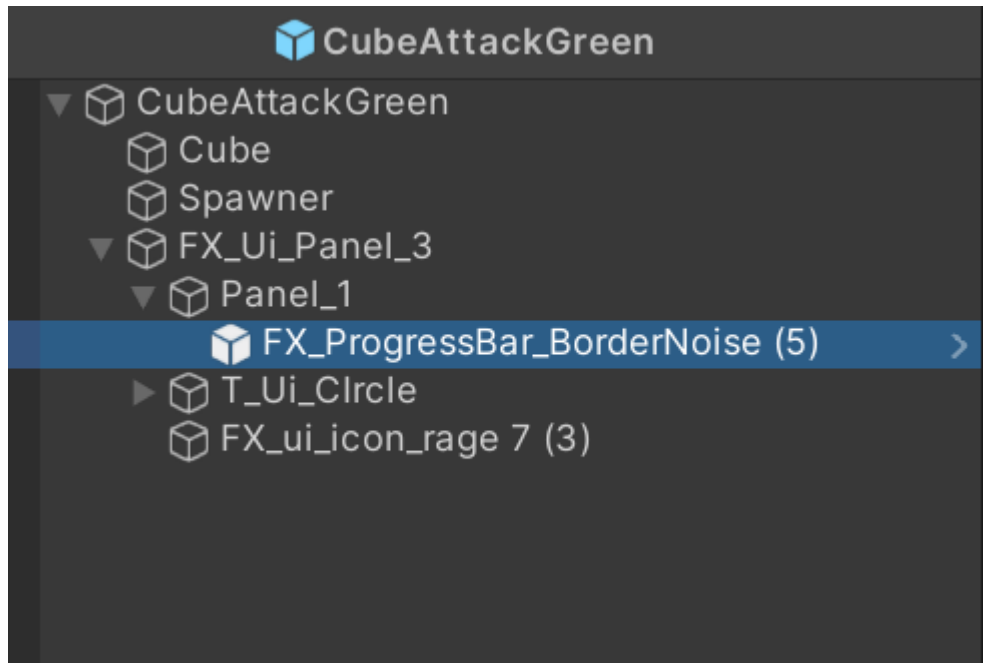 CubeAttackGreen
CubeAttackGreen
Cube
Spawner
FX_Ui_Panel_3
Panel_1
FX_ProgressBar_BorderNoise (5)
T_Ui_CIrcle
FX_ui_icon_rage 7 (3)